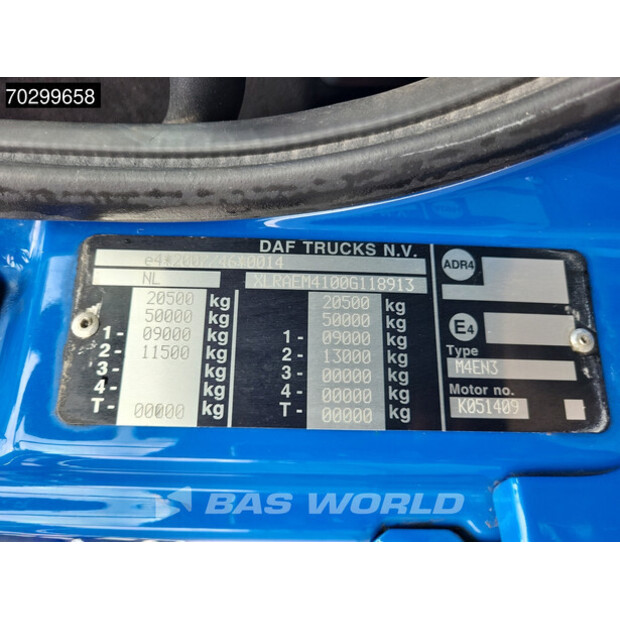 70299658
DAF TRUCKS N.V.
e4*2007/46*0014
NL XLRAEM4100G118913
20500 kg 20500 kg
50000 kg 50000 kg
1- 09000 kg 1- 09000 kg
2- 11500 kg 2- 13000 kg
3- kg 3- 00000 kg
4- kg 4- 00000 kg
T- 00000 kg T- 00000 kg
ADR4
E4
Type
M4EN3
Motor no.
K051409
BAS WORLD